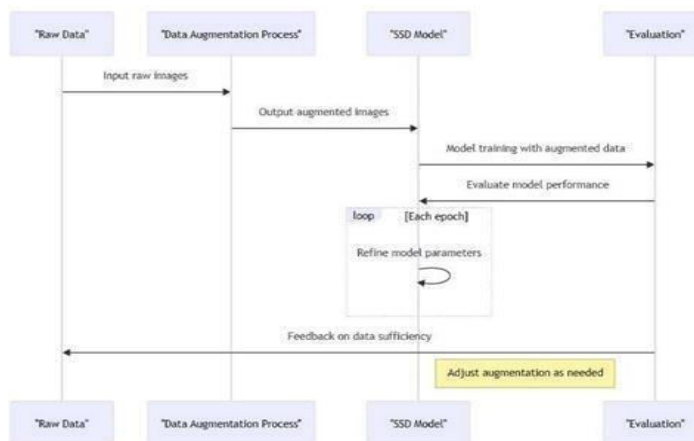 "Raw Data"
"Data Augmentation Process"
"SSD Model"
"Evaluation"
Input raw images
Output augmented images
Model training with augmented data
Evaluate model performance
loop
[Each epoch]
Refine model parameters
Feedback on data sufficiency
Adjust augmentation as needed
"Raw Data"
"Data Augmentation Process"
"SSD Model"
"Evaluation"